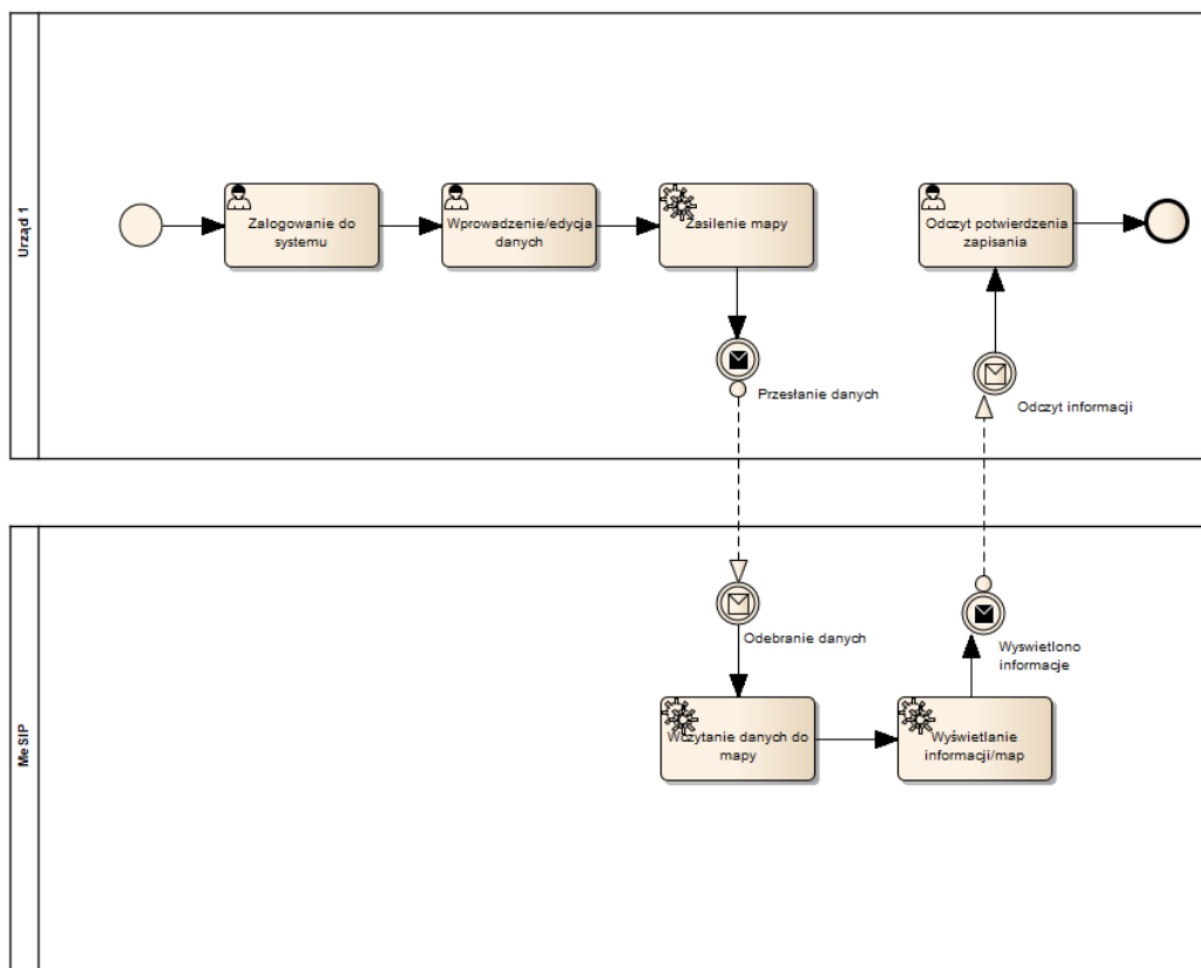 Urząd 1
Zalogowanie do
systemu
Wprowadzenie/edycja
danych
Zasilenie mapy
Odczyt potwierdzenia
zapisania
Przesłanie danych
Odczyt informacji
MeSIP
Odebranie danych
Wyswietlono
informacje
Wczytanie danych do
mapy
Wyświetlanie
informacji/map